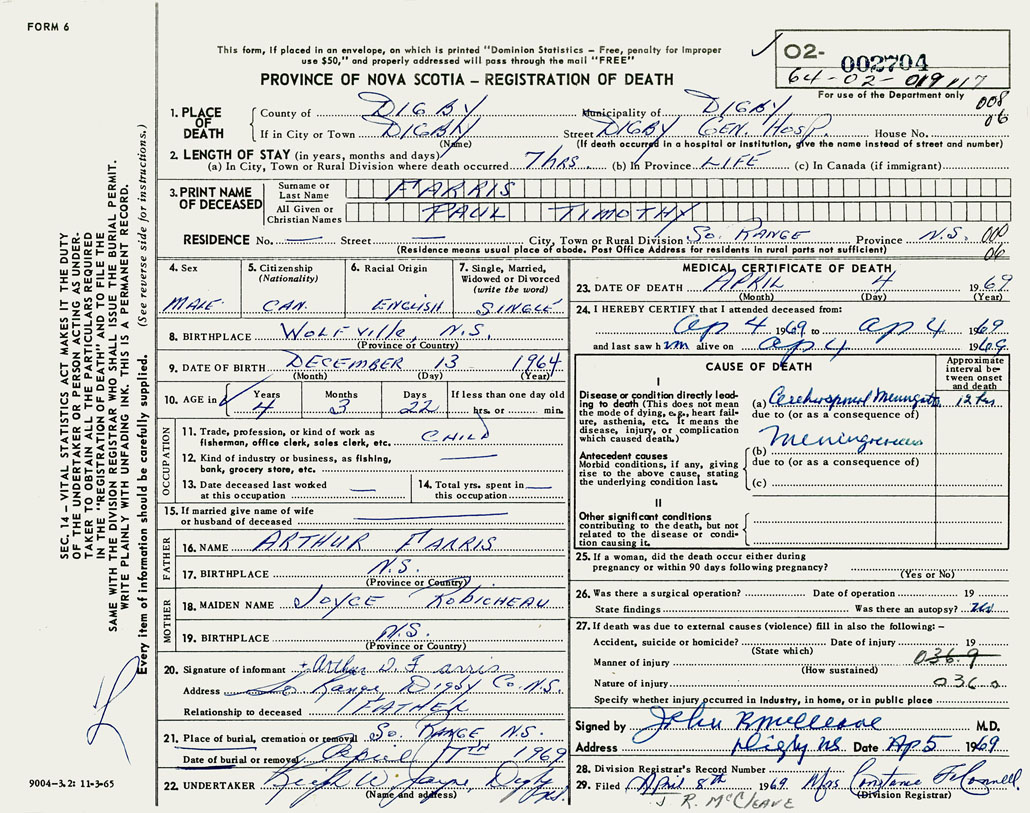 FORM 6
This form, if placed in an envelope, on which is printed "Dominion Statistics – Free, penalty for improper
use $50," and properly addressed will pass through the mail "FREE"
PROVINCE OF NOVA SCOTIA – REGISTRATION OF DEATH
02- 002704
64-02-019117
For use of the Department only
008
06
1. PLACE OF DEATH
County of DIGBY Municipality of DIGBY
If in City or Town DIGBY Street DIGBY GEN. HOSP. House No.
(Name) (If death occurred in a hospital or institution, give the name instead of street and number)
2. LENGTH OF STAY (in years, months and days)
(a) In City, Town or Rural Division where death occurred 7 hrs. (b) In Province LIFE (c) In Canada (if immigrant)
3. PRINT NAME OF DECEASED
Surname or Last Name FARRIS
All Given or Christian Names PAUL TIMOTHY
RESIDENCE No. — Street — City, Town or Rural Division So. RANGE Province N.S.
(Residence means usual place of abode. Post Office Address for residents in rural parts not sufficient)
06
4. Sex
MALE
5. Citizenship (Nationality)
CAN.
6. Racial Origin
ENGLISH
7. Single, Married, Widowed or Divorced (write the word)
SINGLE
8. BIRTHPLACE Wolfville, N.S.
(Province or Country)
9. DATE OF BIRTH DECEMBER 13 1964
(Month) (Day) (Year)
10. AGE in Years 4 Months 3 Days 22 If less than one day old hrs. or min.
OCCUPATION
11. Trade, profession, or kind of work as fisherman, office clerk, sales clerk, etc. CHILD
12. Kind of industry or business, as fishing, bank, grocery store, etc. —
13. Date deceased last worked at this occupation —
14. Total yrs. spent in this occupation —
15. If married give name of wife or husband of deceased —
FATHER
16. NAME ARTHUR FARRIS
17. BIRTHPLACE N.S.
(Province or Country)
MOTHER
18. MAIDEN NAME JOYCE ROBICHEAU
19. BIRTHPLACE N.S.
(Province or Country)
20. Signature of informant Arthur D. Farris
Address So Range, Digby Co. N.S.
Relationship to deceased FATHER
21. Place of burial, cremation or removal So. RANGE N.S.
Date of burial or removal April 7TH 1969
22. UNDERTAKER W. Jayne, Digby N.S.
(Name and address)
MEDICAL CERTIFICATE OF DEATH
23. DATE OF DEATH APRIL 4 1969
(Month) (Day) (Year)
24. I HEREBY CERTIFY that I attended deceased from:
Ap 4 1969 to Ap 4 1969
and last saw him alive on Ap 4 1969
CAUSE OF DEATH
Approximate interval between onset and death
I
Disease or condition directly leading to death (This does not mean the mode of dying, e.g., heart failure, asthenia, etc. It means the disease, injury, or complication which caused death.)
(a) Cerebrospinal Meningitis 12 hrs
due to (or as a consequence of)
Antecedent causes
Morbid conditions, if any, giving rise to the above cause, stating the underlying condition last.
(b) Meningococcus
due to (or as a consequence of)
(c)
II
Other significant conditions contributing to the death, but not related to the disease or condition causing it.
25. If a woman, did the death occur either during pregnancy or within 90 days following pregnancy?
(Yes or No)
26. Was there a surgical operation? Date of operation 19
State findings Was there an autopsy? No
27. If death was due to external causes (violence) fill in also the following: –
Accident, suicide or homicide? Date of injury 19
(State which)
Manner of injury 036.9
(How sustained)
Nature of injury 036.0
Specify whether injury occurred in industry, in home, or in public place
Signed by John R McCleave M.D.
Address Digby NS Date Ap 5 1969
28. Division Registrar's Record Number
29. Filed April 8th 1969 Mrs Constance
(Division Registrar)
J R. McCLEAVE
SEC. 14 – VITAL STATISTICS ACT MAKES IT THE DUTY
OF THE UNDERTAKER OR PERSON ACTING AS UNDER-
TAKER TO OBTAIN ALL THE PARTICULARS REQUIRED
IN THE "REGISTRATION OF DEATH" AND TO FILE THE
SAME WITH THE DIVISION REGISTRAR WHO SHALL ISSUE THE BURIAL PERMIT.
WRITE PLAINLY WITH UNFADING INK. THIS IS A PERMANENT RECORD.
Every item of information should be carefully supplied. (See reverse side for instructions.)
9004-3.2: 11-3-65